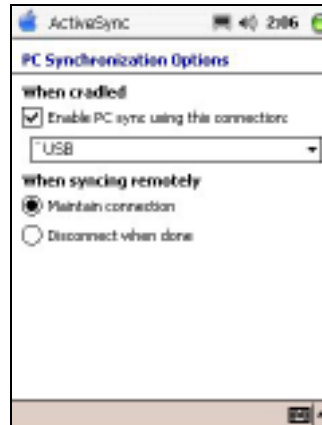 ActiveSync 2:06
PC Synchronization Options
When cradled
Enable PC sync using this connection:
`USB
When syncing remotely
Maintain connection
Disconnect when done